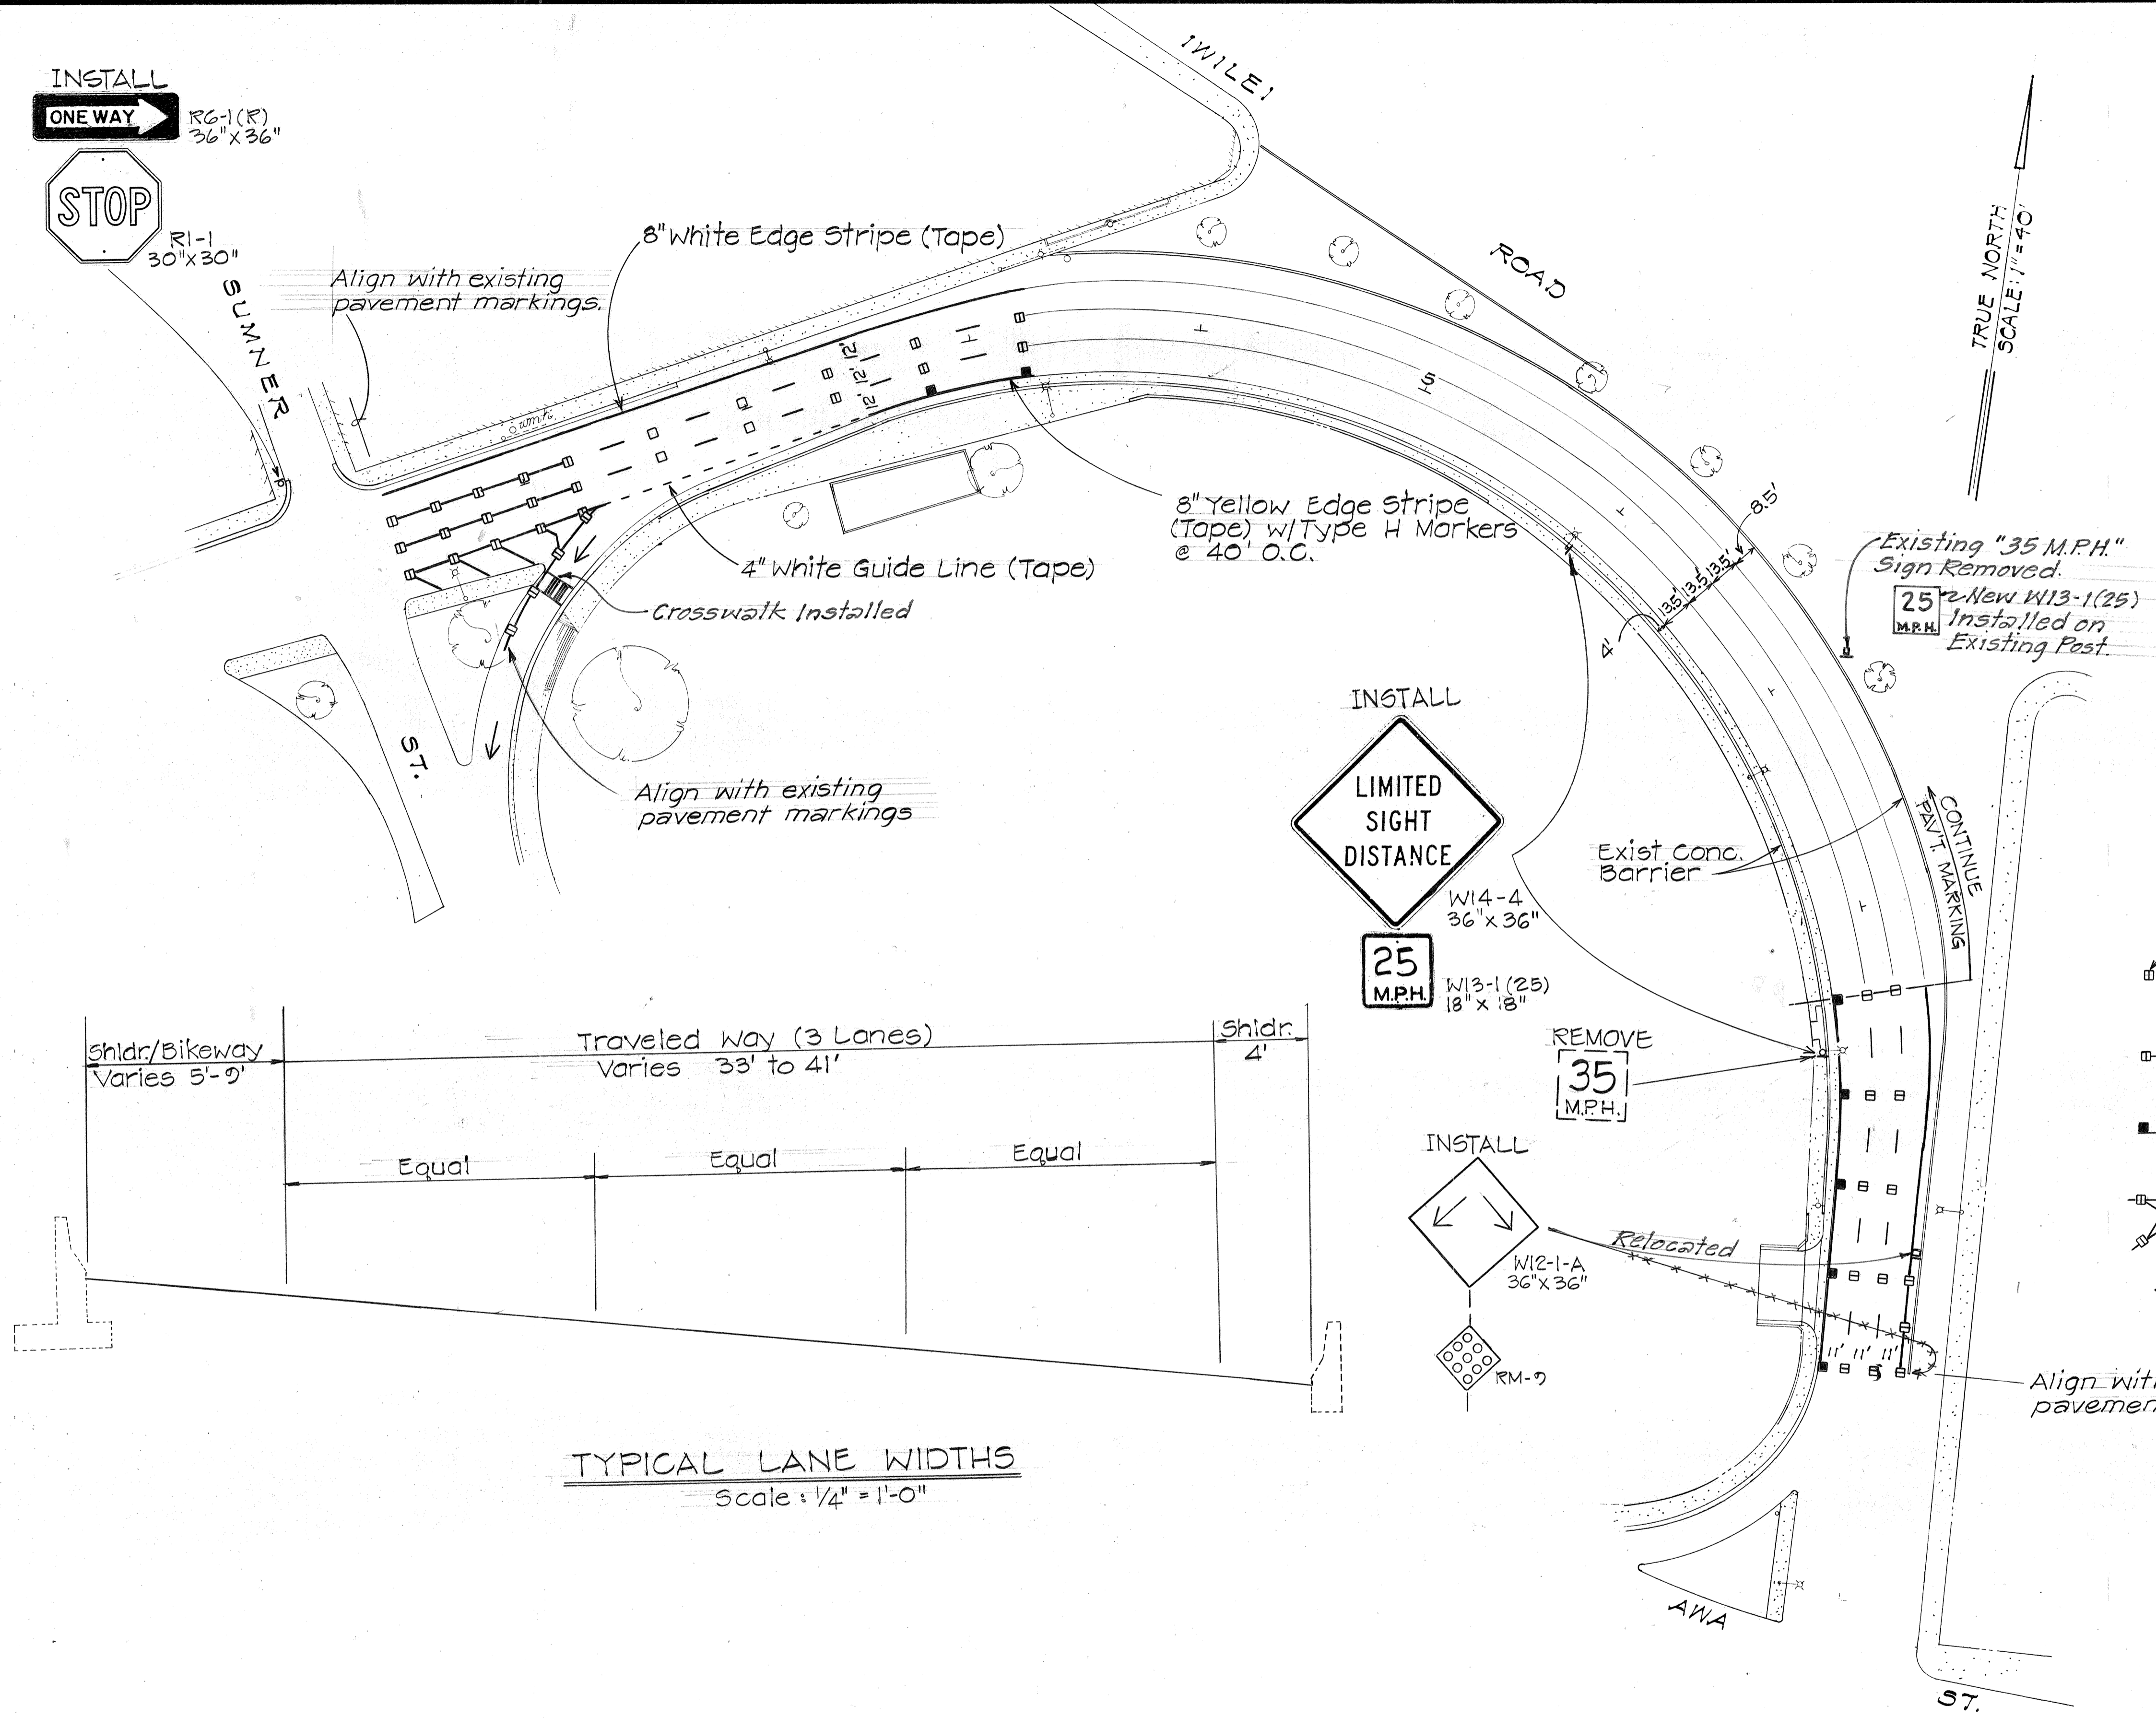 INSTALL
ONE WAY
R6-1(R)
36"x36"
STOP
R1-1
30"x30"
SUMNER
Align with existing
pavement markings.
8" White Edge Stripe (Tape)
IWILEI
ROAD
TRUE NORTH
SCALE: 1"=40'
12' 12' 12'
8" Yellow Edge Stripe
(Tape) w/Type H Markers
@ 40' O.C.
4" White Guide Line (Tape)
Crosswalk Installed
8.5'
13.5' 13.5' 13.5'
4'
Existing "35 M.P.H."
Sign Removed.
25
M.P.H.
New W13-1(25)
Installed on
Existing Post.
ST.
Align with existing
pavement markings
INSTALL
LIMITED
SIGHT
DISTANCE
W14-4
36"x36"
25
M.P.H.
W13-1(25)
18"x18"
Exist Conc.
Barrier
CONTINUE
PAV'T. MARKING
REMOVE
35
M.P.H.
INSTALL
W12-1-A
36"x36"
RM-9
Relocated
11' 11' 11'
Align with
pavemen
Shldr./Bikeway
Varies 5'-9'
Traveled Way (3 Lanes)
Varies 33' to 41'
Shldr.
4'
Equal
Equal
Equal
TYPICAL LANE WIDTHS
Scale: 1/4" = 1'-0"
AWA
ST.